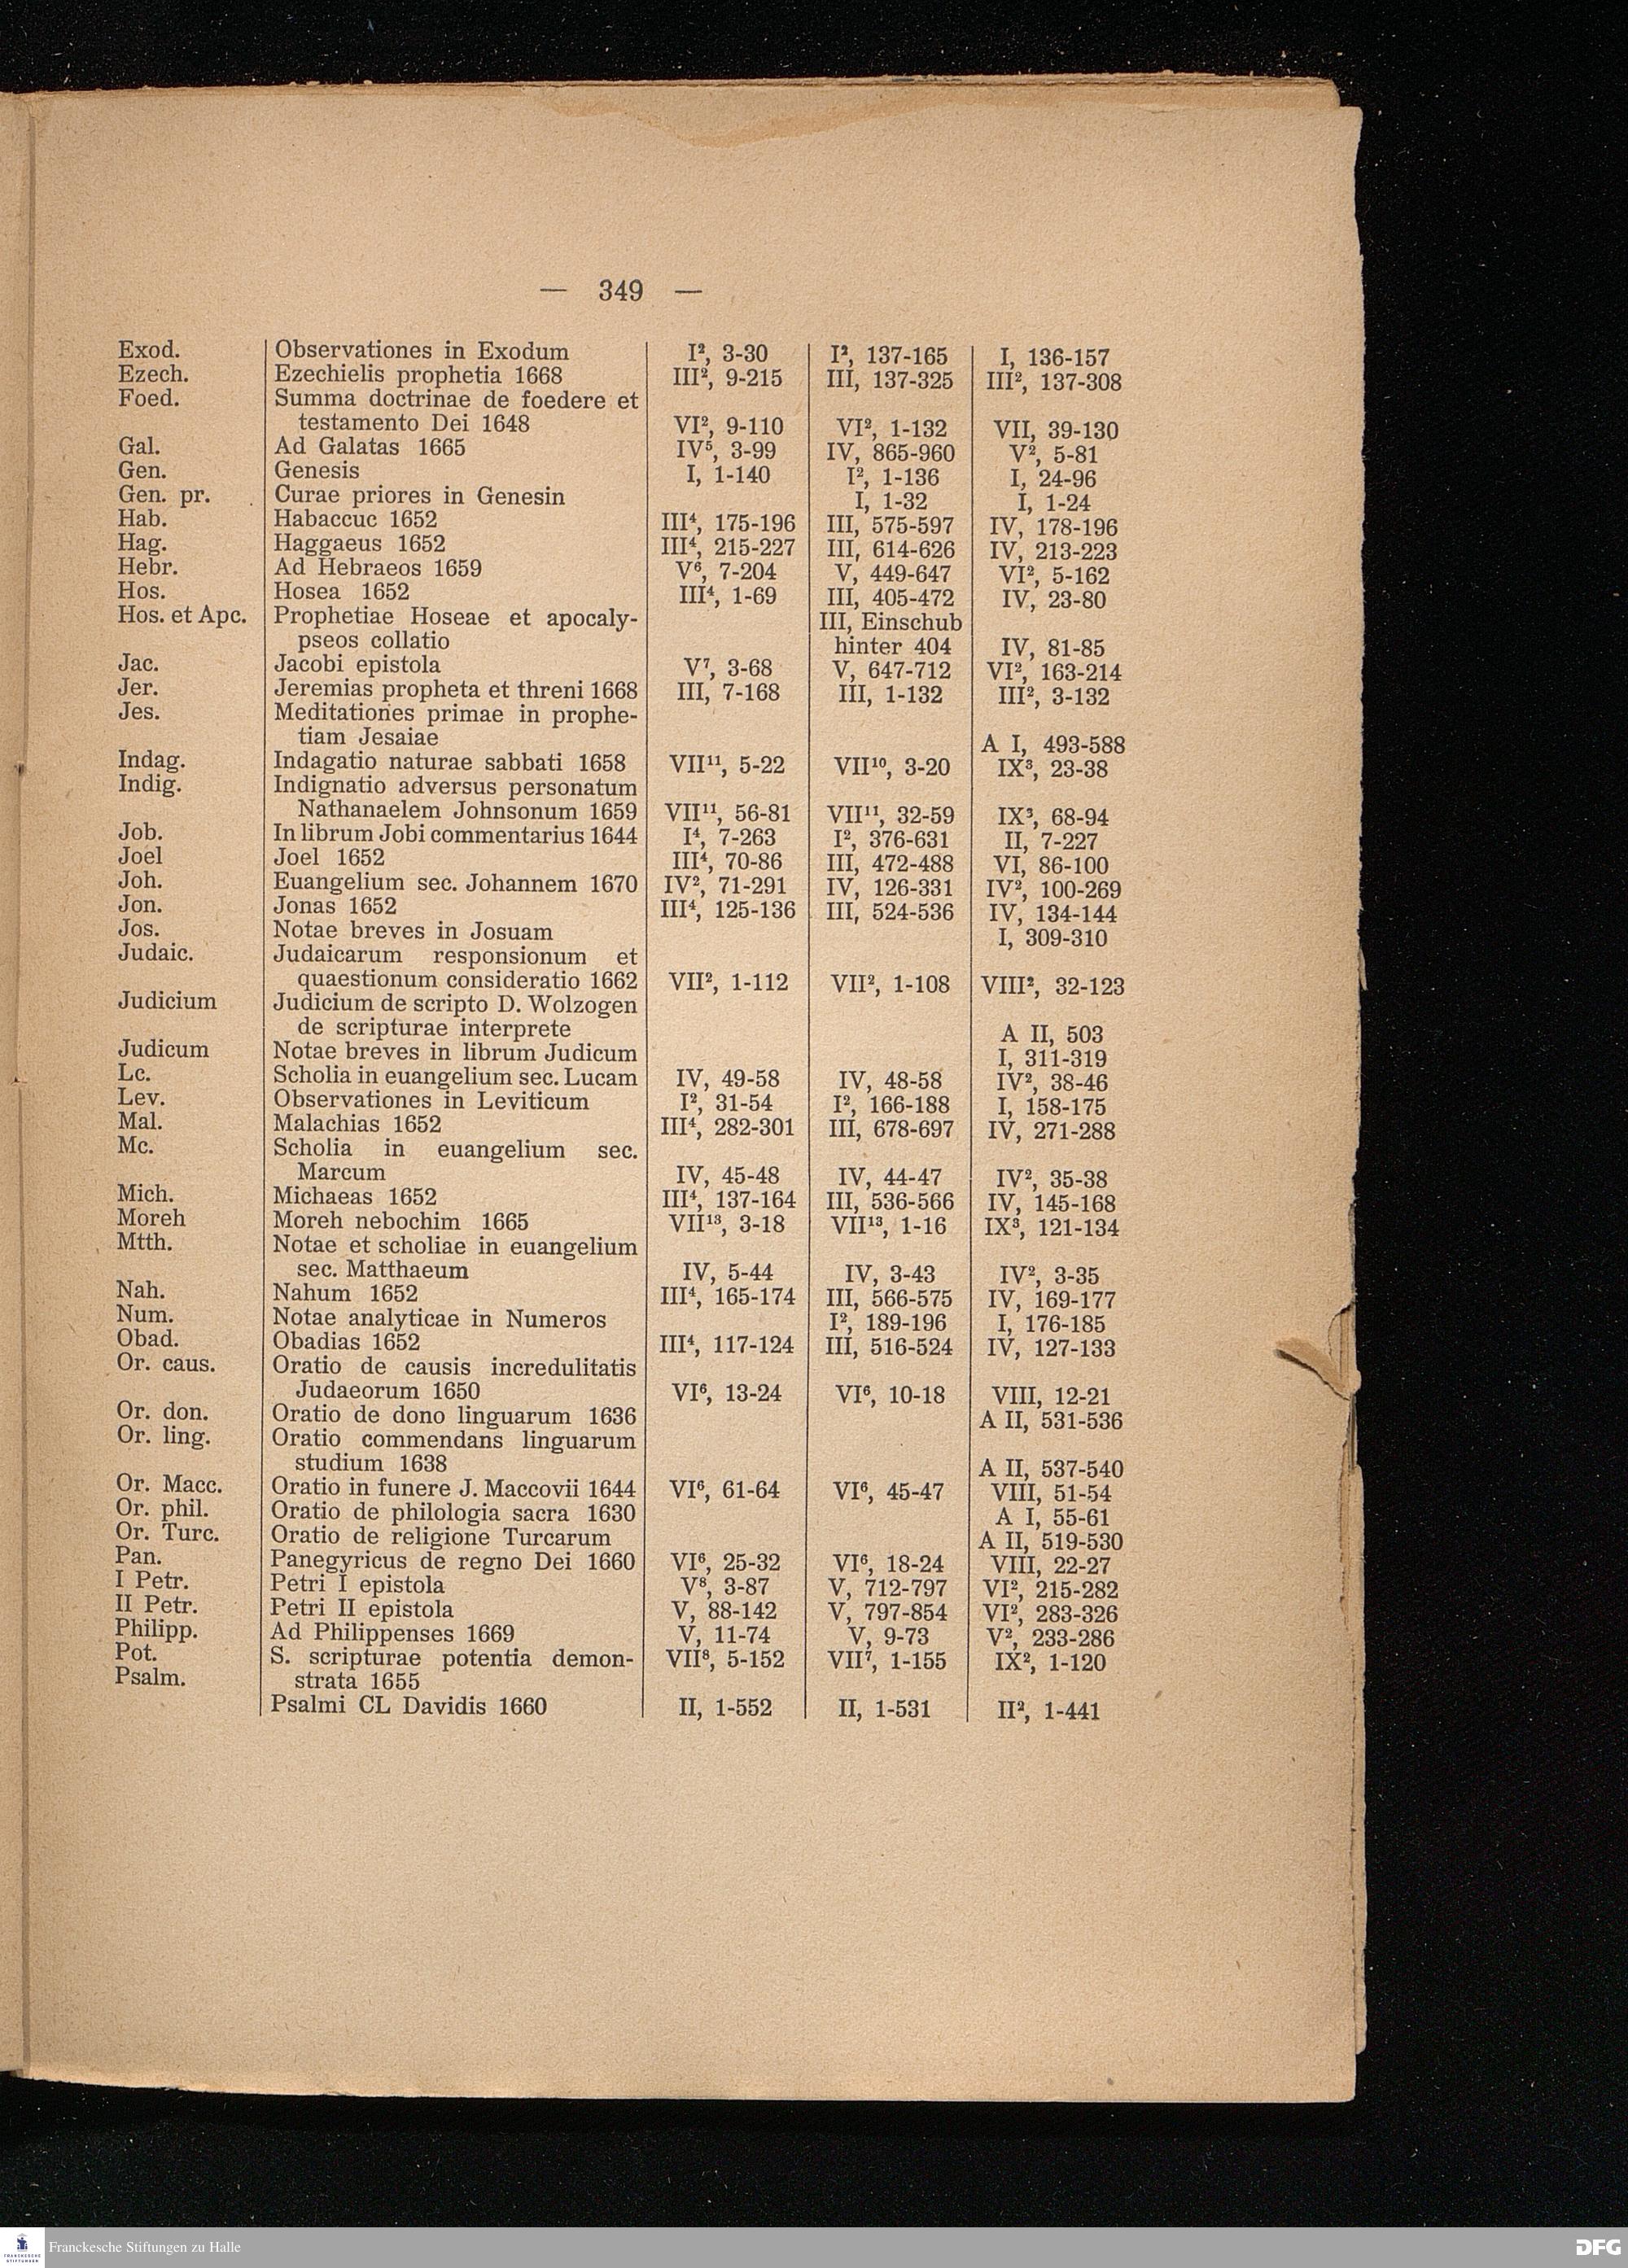 — 349 —
Exod. Observationes in Exodum I², 3-30 I², 137-165 I, 136-157
Ezech. Ezechielis prophetia 1668 III², 9-215 III, 137-325 III², 137-308
Foed. Summa doctrinae de foedere et
testamento Dei 1648 VI², 9-110 VI², 1-132 VII, 39-130
Gal. Ad Galatas 1665 IV⁵, 3-99 IV, 865-960 V², 5-81
Gen. Genesis I, 1-140 I², 1-136 I, 24-96
Gen. pr. Curae priores in Genesin I, 1-32 I, 1-24
Hab. Habaccuc 1652 III⁴, 175-196 III, 575-597 IV, 178-196
Hag. Haggaeus 1652 III⁴, 215-227 III, 614-626 IV, 213-223
Hebr. Ad Hebraeos 1659 V⁶, 7-204 V, 449-647 VI², 5-162
Hos. Hosea 1652 III⁴, 1-69 III, 405-472 IV, 23-80
Hos. et Apc. Prophetiae Hoseae et apocaly- III, Einschub
pseos collatio hinter 404 IV, 81-85
Jac. Jacobi epistola V⁷, 3-68 V, 647-712 VI², 163-214
Jer. Jeremias propheta et threni 1668 III, 7-168 III, 1-132 III², 3-132
Jes. Meditationes primae in prophe-
tiam Jesaiae A I, 493-588
Indag. Indagatio naturae sabbati 1658 VII¹¹, 5-22 VII¹⁰, 3-20 IX³, 23-38
Indig. Indignatio adversus personatum
Nathanaelem Johnsonum 1659 VII¹¹, 56-81 VII¹¹, 32-59 IX³, 68-94
Job. In librum Jobi commentarius 1644 I⁴, 7-263 I², 376-631 II, 7-227
Joel Joel 1652 III⁴, 70-86 III, 472-488 VI, 86-100
Joh. Euangelium sec. Johannem 1670 IV², 71-291 IV, 126-331 IV², 100-269
Jon. Jonas 1652 III⁴, 125-136 III, 524-536 IV, 134-144
Jos. Notae breves in Josuam I, 309-310
Judaic. Judaicarum responsionum et
quaestionum consideratio 1662 VII², 1-112 VII², 1-108 VIII², 32-123
Judicium Judicium de scripto D. Wolzogen
de scripturae interprete A II, 503
Judicum Notae breves in librum Judicum I, 311-319
Lc. Scholia in euangelium sec. Lucam IV, 49-58 IV, 48-58 IV², 38-46
Lev. Observationes in Leviticum I², 31-54 I², 166-188 I, 158-175
Mal. Malachias 1652 III⁴, 282-301 III, 678-697 IV, 271-288
Mc. Scholia in euangelium sec.
Marcum IV, 45-48 IV, 44-47 IV², 35-38
Mich. Michaeas 1652 III⁴, 137-164 III, 536-566 IV, 145-168
Moreh Moreh nebochim 1665 VII¹³, 3-18 VII¹³, 1-16 IX³, 121-134
Mtth. Notae et scholiae in euangelium
sec. Matthaeum IV, 5-44 IV, 3-43 IV², 3-35
Nah. Nahum 1652 III⁴, 165-174 III, 566-575 IV, 169-177
Num. Notae analyticae in Numeros I², 189-196 I, 176-185
Obad. Obadias 1652 III⁴, 117-124 III, 516-524 IV, 127-133
Or. caus. Oratio de causis incredulitatis
Judaeorum 1650 VI⁶, 13-24 VI⁶, 10-18 VIII, 12-21
Or. don. Oratio de dono linguarum 1636 A II, 531-536
Or. ling. Oratio commendans linguarum
studium 1638 A II, 537-540
Or. Macc. Oratio in funere J. Maccovii 1644 VI⁶, 61-64 VI⁶, 45-47 VIII, 51-54
Or. phil. Oratio de philologia sacra 1630 A I, 55-61
Or. Turc. Oratio de religione Turcarum A II, 519-530
Pan. Panegyricus de regno Dei 1660 VI⁶, 25-32 VI⁶, 18-24 VIII, 22-27
I Petr. Petri I epistola V⁸, 3-87 V, 712-797 VI², 215-282
II Petr. Petri II epistola V, 88-142 V, 797-854 VI², 283-326
Philipp. Ad Philippenses 1669 V, 11-74 V, 9-73 V², 233-286
Pot. S. scripturae potentia demon- VII⁸, 5-152 VII⁷, 1-155 IX², 1-120
Psalm. strata 1655
Psalmi CL Davidis 1660 II, 1-552 II, 1-531 II², 1-441
FRANCKESCHE
STIFTUNGEN
Franckesche Stiftungen zu Halle
DFG